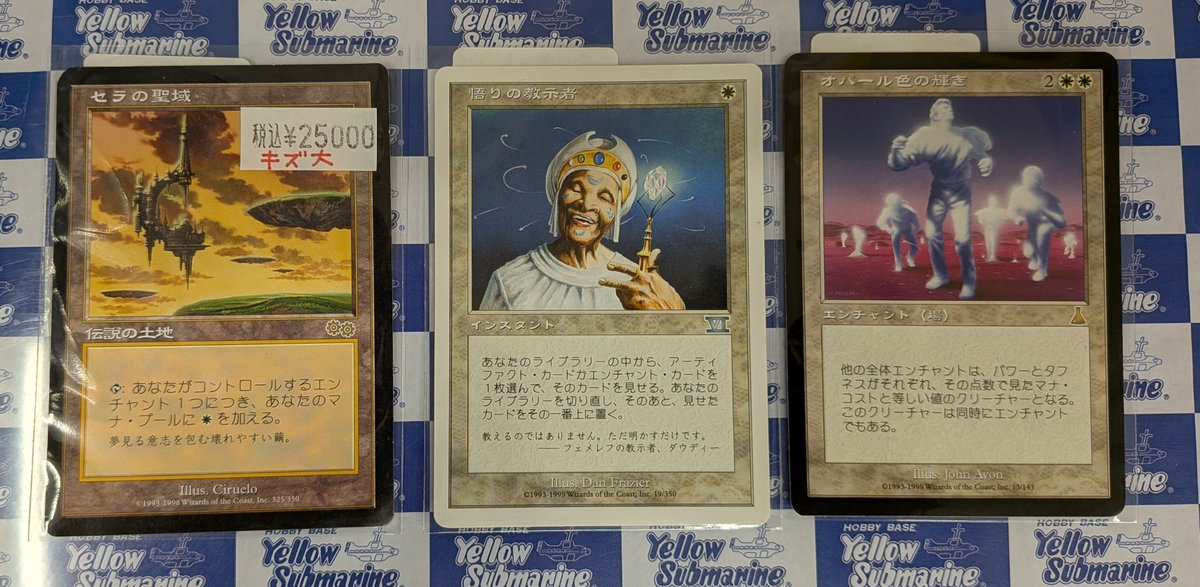 HOBBY BASE
Yellow
Submarine®
セラの聖域
税込¥25000
キズ大
伝説の土地
: あなたがコントロールするエン
チャント1つにつき、あなたのマ
ナ・プールに を加える。
夢見る意志を包む壊れやすい繭。
Illus. Ciruelo
©1993-1998 Wizards of the Coast, Inc. 325/350
悟りの教示者
インスタント
VI
あなたのライブラリーの中から、アーティ
ファクト・カードかエンチャント・カードを
1枚選んで、そのカードを見せる。あなたの
ライブラリーを切り直し、そのあと、見せた
カードをその一番上に置く。
教えるのではありません。ただ明かすだけです。
―― フェメレフの教示者、ダウディー
Illus. Dan Frazier
©1993-1999 Wizards of the Coast, Inc. 19/350
オパール色の輝き 2
エンチャント（場）
他の全体エンチャントは、パワーとタフ
ネスがそれぞれ、その点数で見たマナ・
コストと等しい値のクリーチャーとなる。
このクリーチャーは同時にエンチャント
でもある。
Illus. John Avon
©1993-1999 Wizards of the Coast, Inc. 13/143
HOBBY BASE
Yellow
Submarine